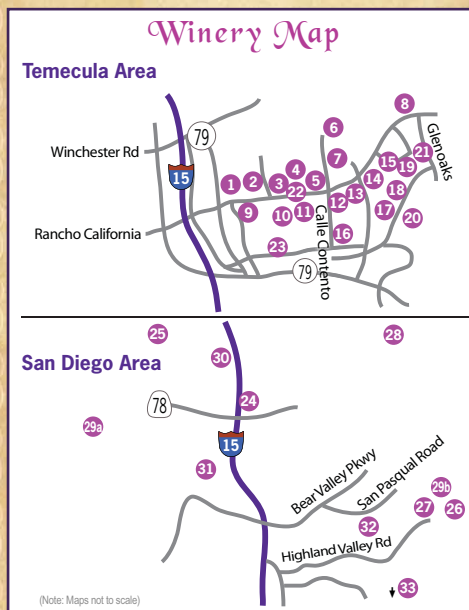 Winery Map
Temecula Area
79
8
6
Glenoaks
Winchester Rd
7
15
21
15
4
19
1
2
3
5
14
22
13
18
12
9
10
11
17
20
Rancho California
Calle Contento
16
23
79
25
28
30
San Diego Area
24
78
29a
15
31
Bear Valley Pkwy
San Pasqual Road
29b
27
26
32
Highland Valley Rd
33
(Note: Maps not to scale)